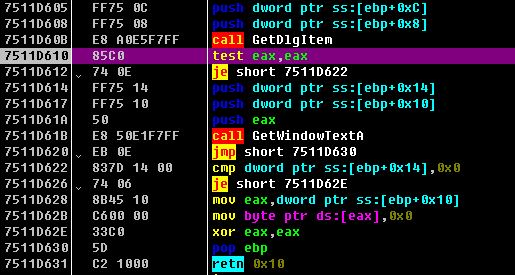 7511D605 FF75 0C push dword ptr ss:[ebp+0xC]
7511D608 FF75 08 push dword ptr ss:[ebp+0x8]
7511D60B E8 A0E5F7FF call GetDlgItem
7511D610 85C0 test eax,eax
7511D612 74 0E je short 7511D622
7511D614 FF75 14 push dword ptr ss:[ebp+0x14]
7511D617 FF75 10 push dword ptr ss:[ebp+0x10]
7511D61A 50 push eax
7511D61B E8 50E1F7FF call GetWindowTextA
7511D620 EB 0E jmp short 7511D630
7511D622 837D 14 00 cmp dword ptr ss:[ebp+0x14],0x0
7511D626 74 06 je short 7511D62E
7511D628 8B45 10 mov eax,dword ptr ss:[ebp+0x10]
7511D62B C600 00 mov byte ptr ds:[eax],0x0
7511D62E 33C0 xor eax,eax
7511D630 5D pop ebp
7511D631 C2 1000 retn 0x10